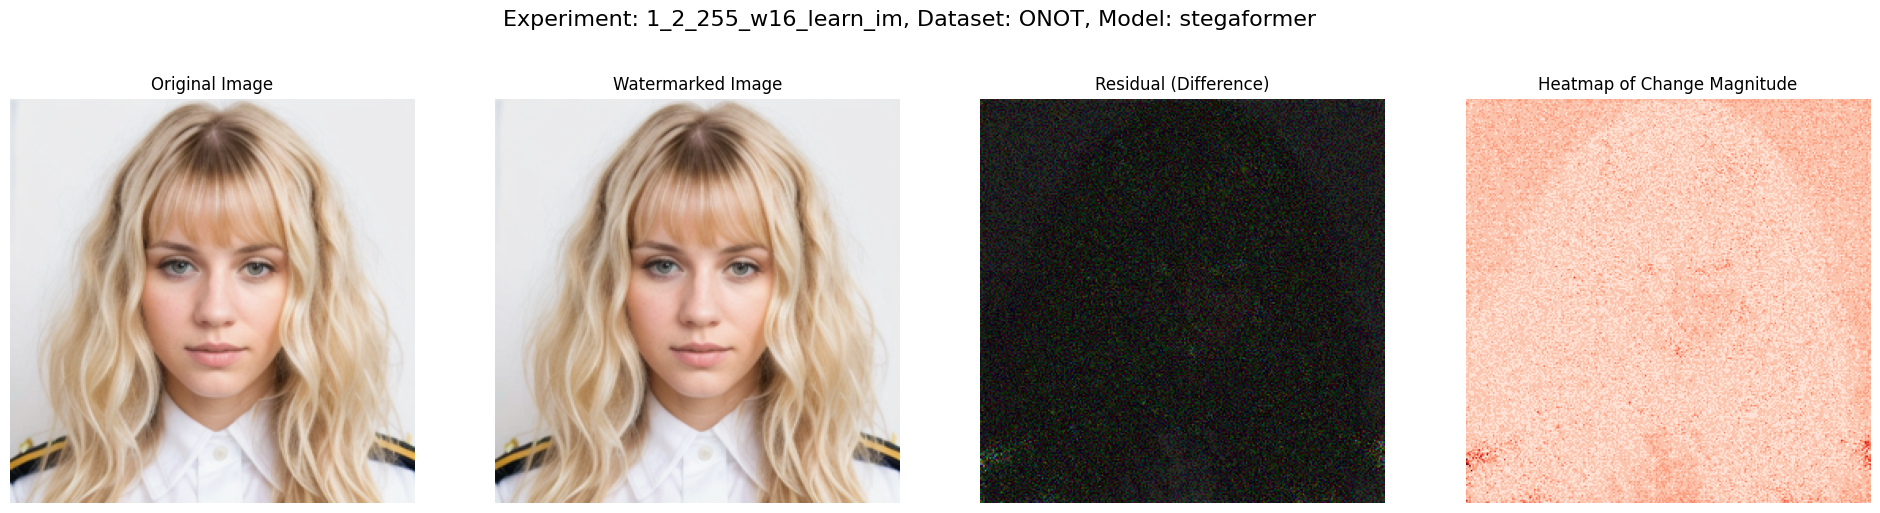 Experiment: 1_2_255_w16_learn_im, Dataset: ONOT, Model: stegaformer
Original Image
Watermarked Image
Residual (Difference)
Heatmap of Change Magnitude